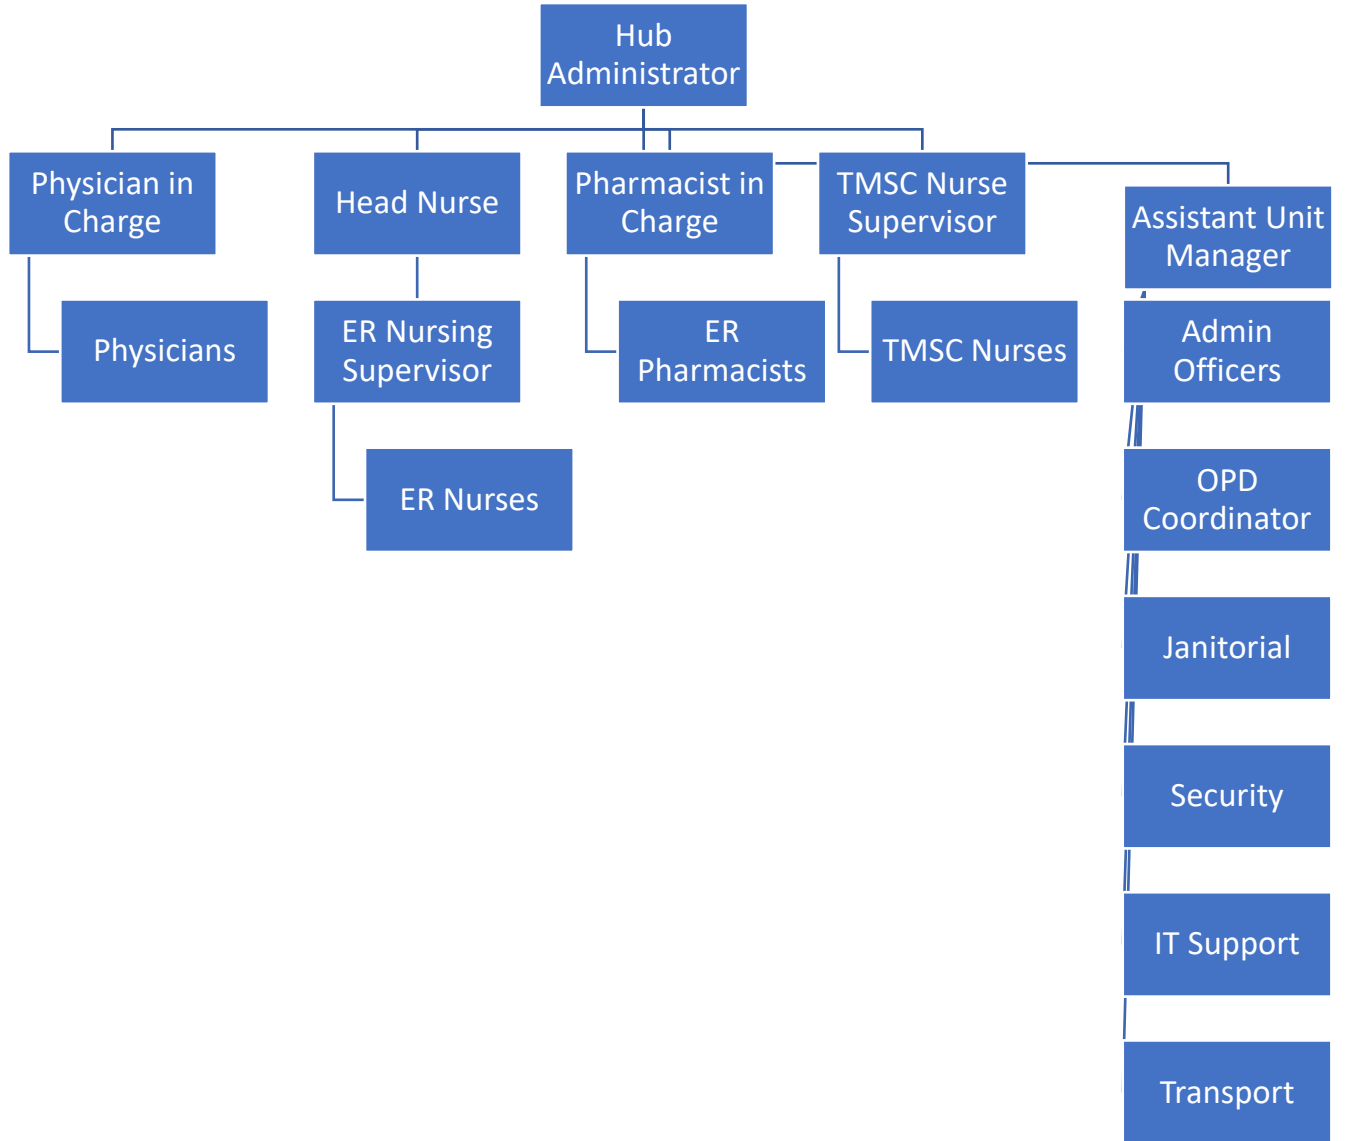 Hub
Administrator
Physician in
Charge
Head Nurse
Pharmacist in
Charge
TMSC Nurse
Supervisor
Assistant Unit
Manager
Physicians
ER Nursing
Supervisor
ER
Pharmacists
TMSC Nurses
Admin
Officers
ER Nurses
OPD
Coordinator
Janitorial
Security
IT Support
Transport